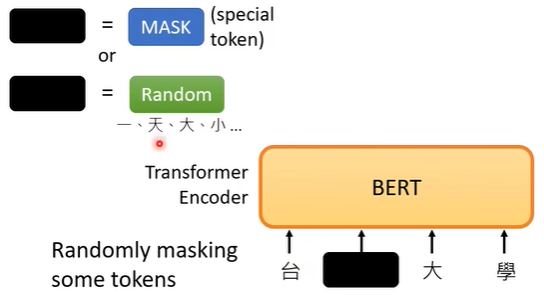 = MASK (special token)
or
= Random
一、天、大、小 ...
Transformer Encoder
BERT
Randomly masking some tokens
台 大 學